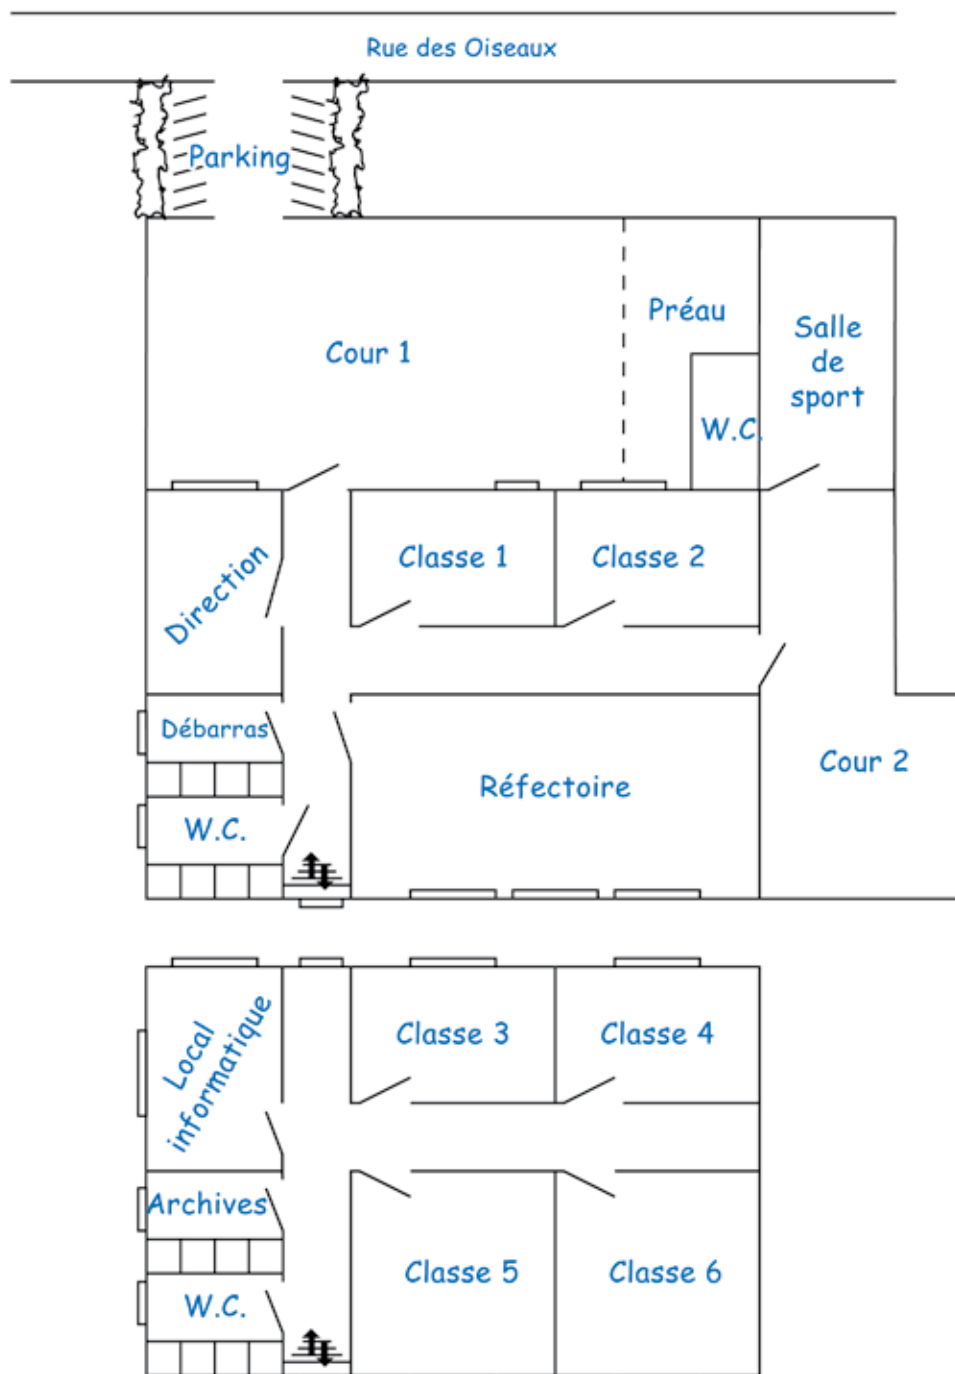 Rue des Oiseaux
Parking
Préau
Cour 1
Salle
de
sport
W.C.
Direction
Classe 1
Classe 2
Débarras
Cour 2
Réfectoire
W.C.
Local
informatique
Classe 3
Classe 4
Archives
Classe 5
Classe 6
W.C.